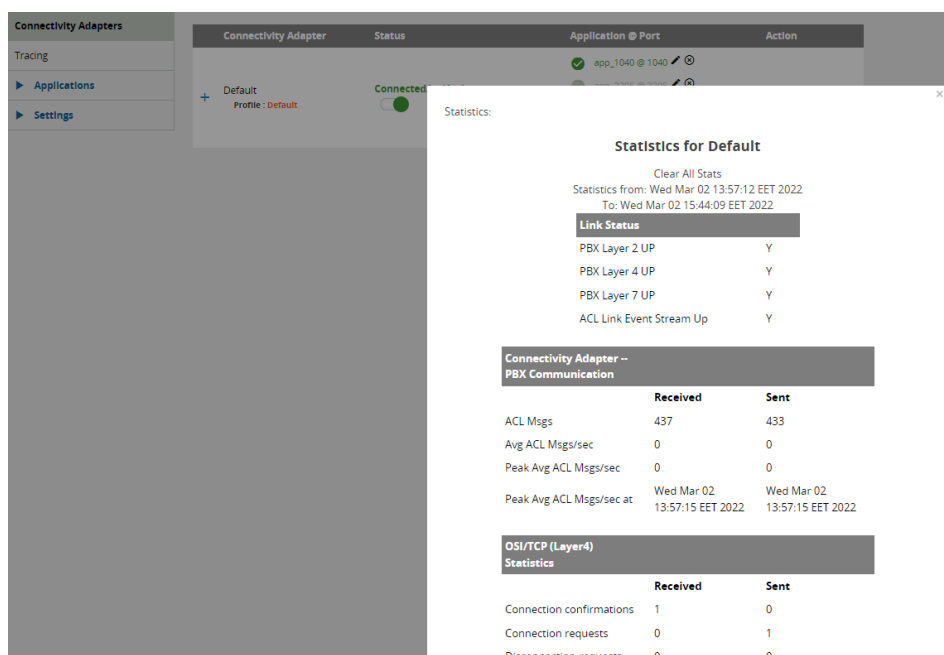 Connectivity Adapters
Tracing
Applications
Settings
Connectivity Adapter Status Application @ Port Action
app_1040 @ 1040
Default
Profile : Default
Connected
×
Statistics:
Statistics for Default
Clear All Stats
Statistics from: Wed Mar 02 13:57:12 EET 2022
To: Wed Mar 02 15:44:09 EET 2022
Link Status
PBX Layer 2 UP Y
PBX Layer 4 UP Y
PBX Layer 7 UP Y
ACL Link Event Stream Up Y
Connectivity Adapter --
PBX Communication
Received Sent
ACL Msgs 437 433
Avg ACL Msgs/sec 0 0
Peak Avg ACL Msgs/sec 0 0
Peak Avg ACL Msgs/sec at Wed Mar 02 Wed Mar 02
13:57:15 EET 2022 13:57:15 EET 2022
OSI/TCP (Layer4)
Statistics
Received Sent
Connection confirmations 1 0
Connection requests 0 1